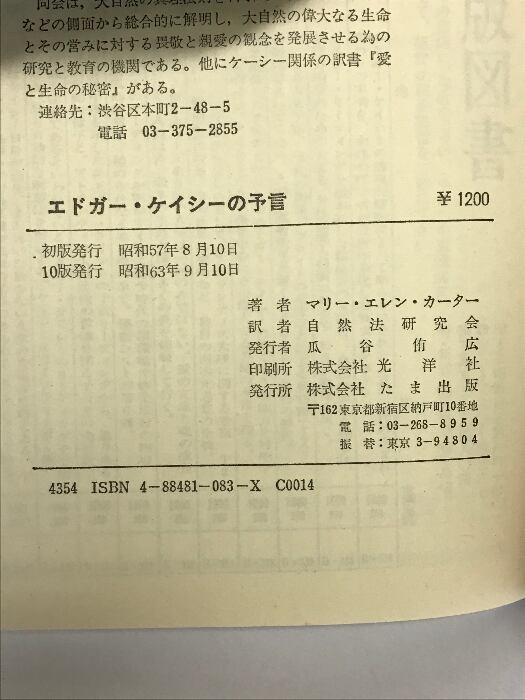 などの側面から総合的に解明し，大自然の偉大なる生命
とその営みに対する畏敬と親愛の観念を発展させる為の
研究と教育の機関である。他にケーシー関係の訳書『愛
と生命の秘密』がある。
連絡先：渋谷区本町2－48－5
電話 03－375－2855
エドガー・ケイシーの予言 ￥1200
初版発行 昭和57年8月10日
10版発行 昭和63年9月10日
著者 マリー・エレン・カーター
訳者 自然法研究会
発行者 瓜谷侑広
印刷所 株式会社 光洋社
発行所 株式会社 たま出版
〒162 東京都新宿区納戸町10番地
電話：03－268－8959
振替：東京 3－94804
4354 ISBN 4－88481－083－X C0014